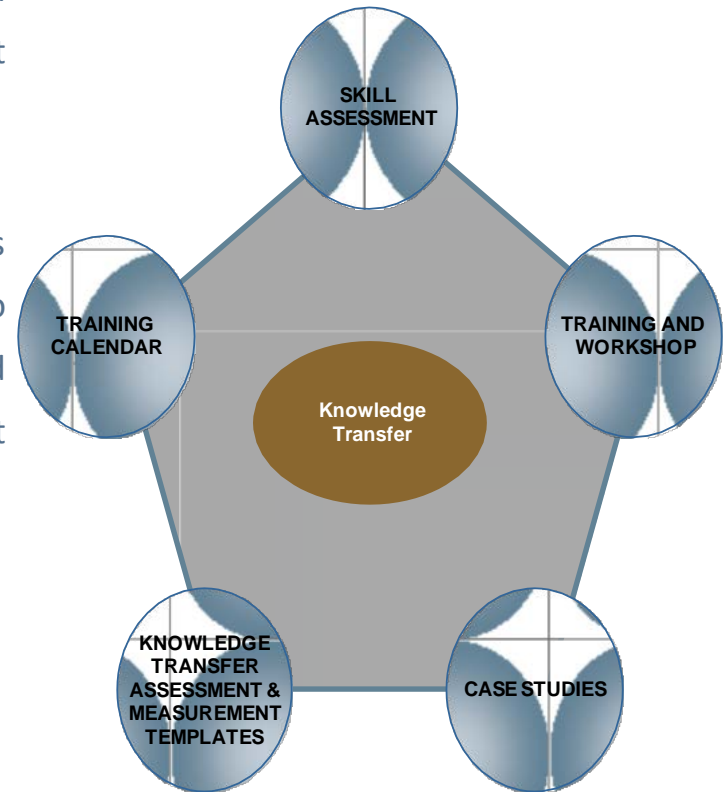 t
s
o
d
t
SKILL
ASSESSMENT
TRAINING
CALENDAR
TRAINING AND
WORKSHOP
Knowledge
Transfer
KNOWLEDGE
TRANSFER
ASSESSMENT &
MEASUREMENT
TEMPLATES
CASE STUDIES